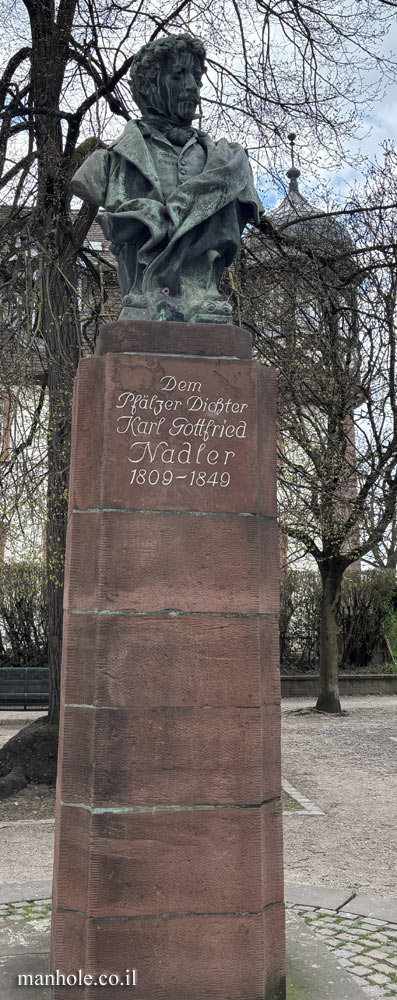 Dem
Pfälzer Dichter
Karl Gottfried
Nadler
1809-1849
manhole.co.il